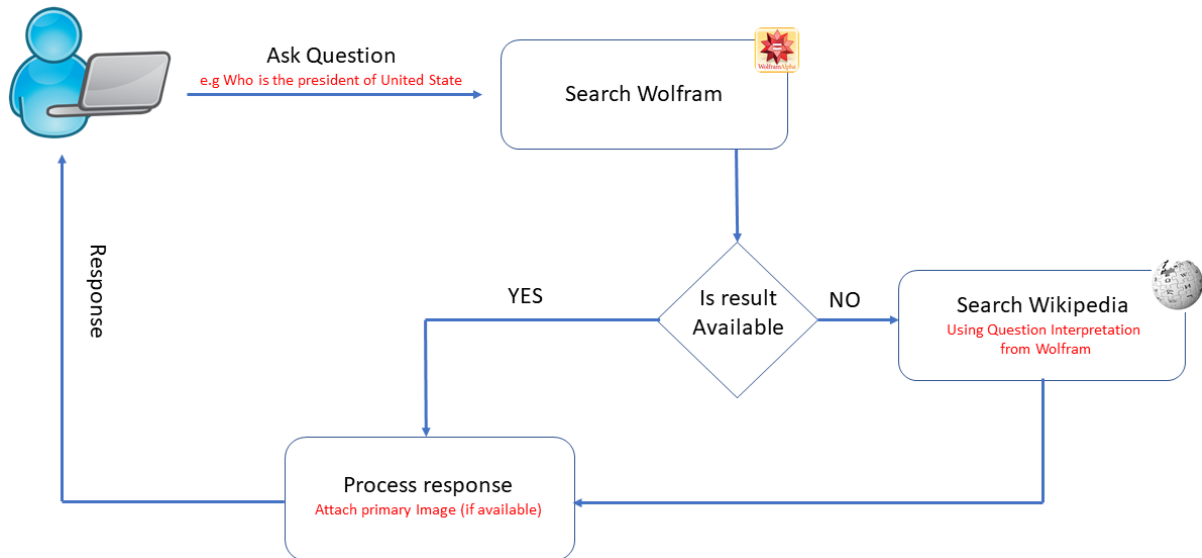 Ask Question
e.g Who is the president of United State
WolframAlpha
Search Wolfram
Response
YES
Is result
Available
NO
Search Wikipedia
Using Question Interpretation
from Wolfram
Process response
Attach primary Image (if available)